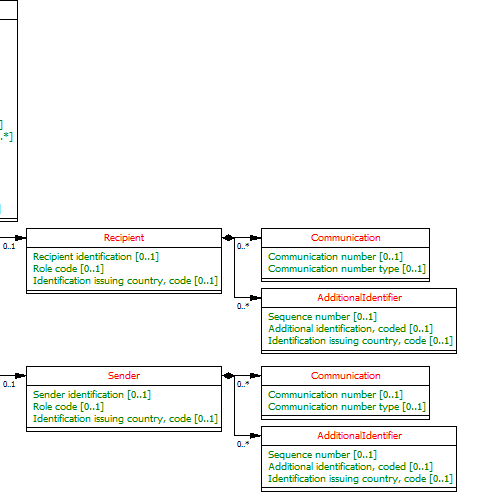 ]
..*]
]
0..1
Recipient
Recipient identification [0..1]
Role code [0..1]
Identification issuing country, code [0..1]
0..*
Communication
Communication number [0..1]
Communication number type [0..1]
0..*
AdditionalIdentifier
Sequence number [0..1]
Additional identification, coded [0..1]
Identification issuing country, code [0..1]
0..1
Sender
Sender identification [0..1]
Role code [0..1]
Identification issuing country, code [0..1]
0..*
Communication
Communication number [0..1]
Communication number type [0..1]
0..*
AdditionalIdentifier
Sequence number [0..1]
Additional identification, coded [0..1]
Identification issuing country, code [0..1]